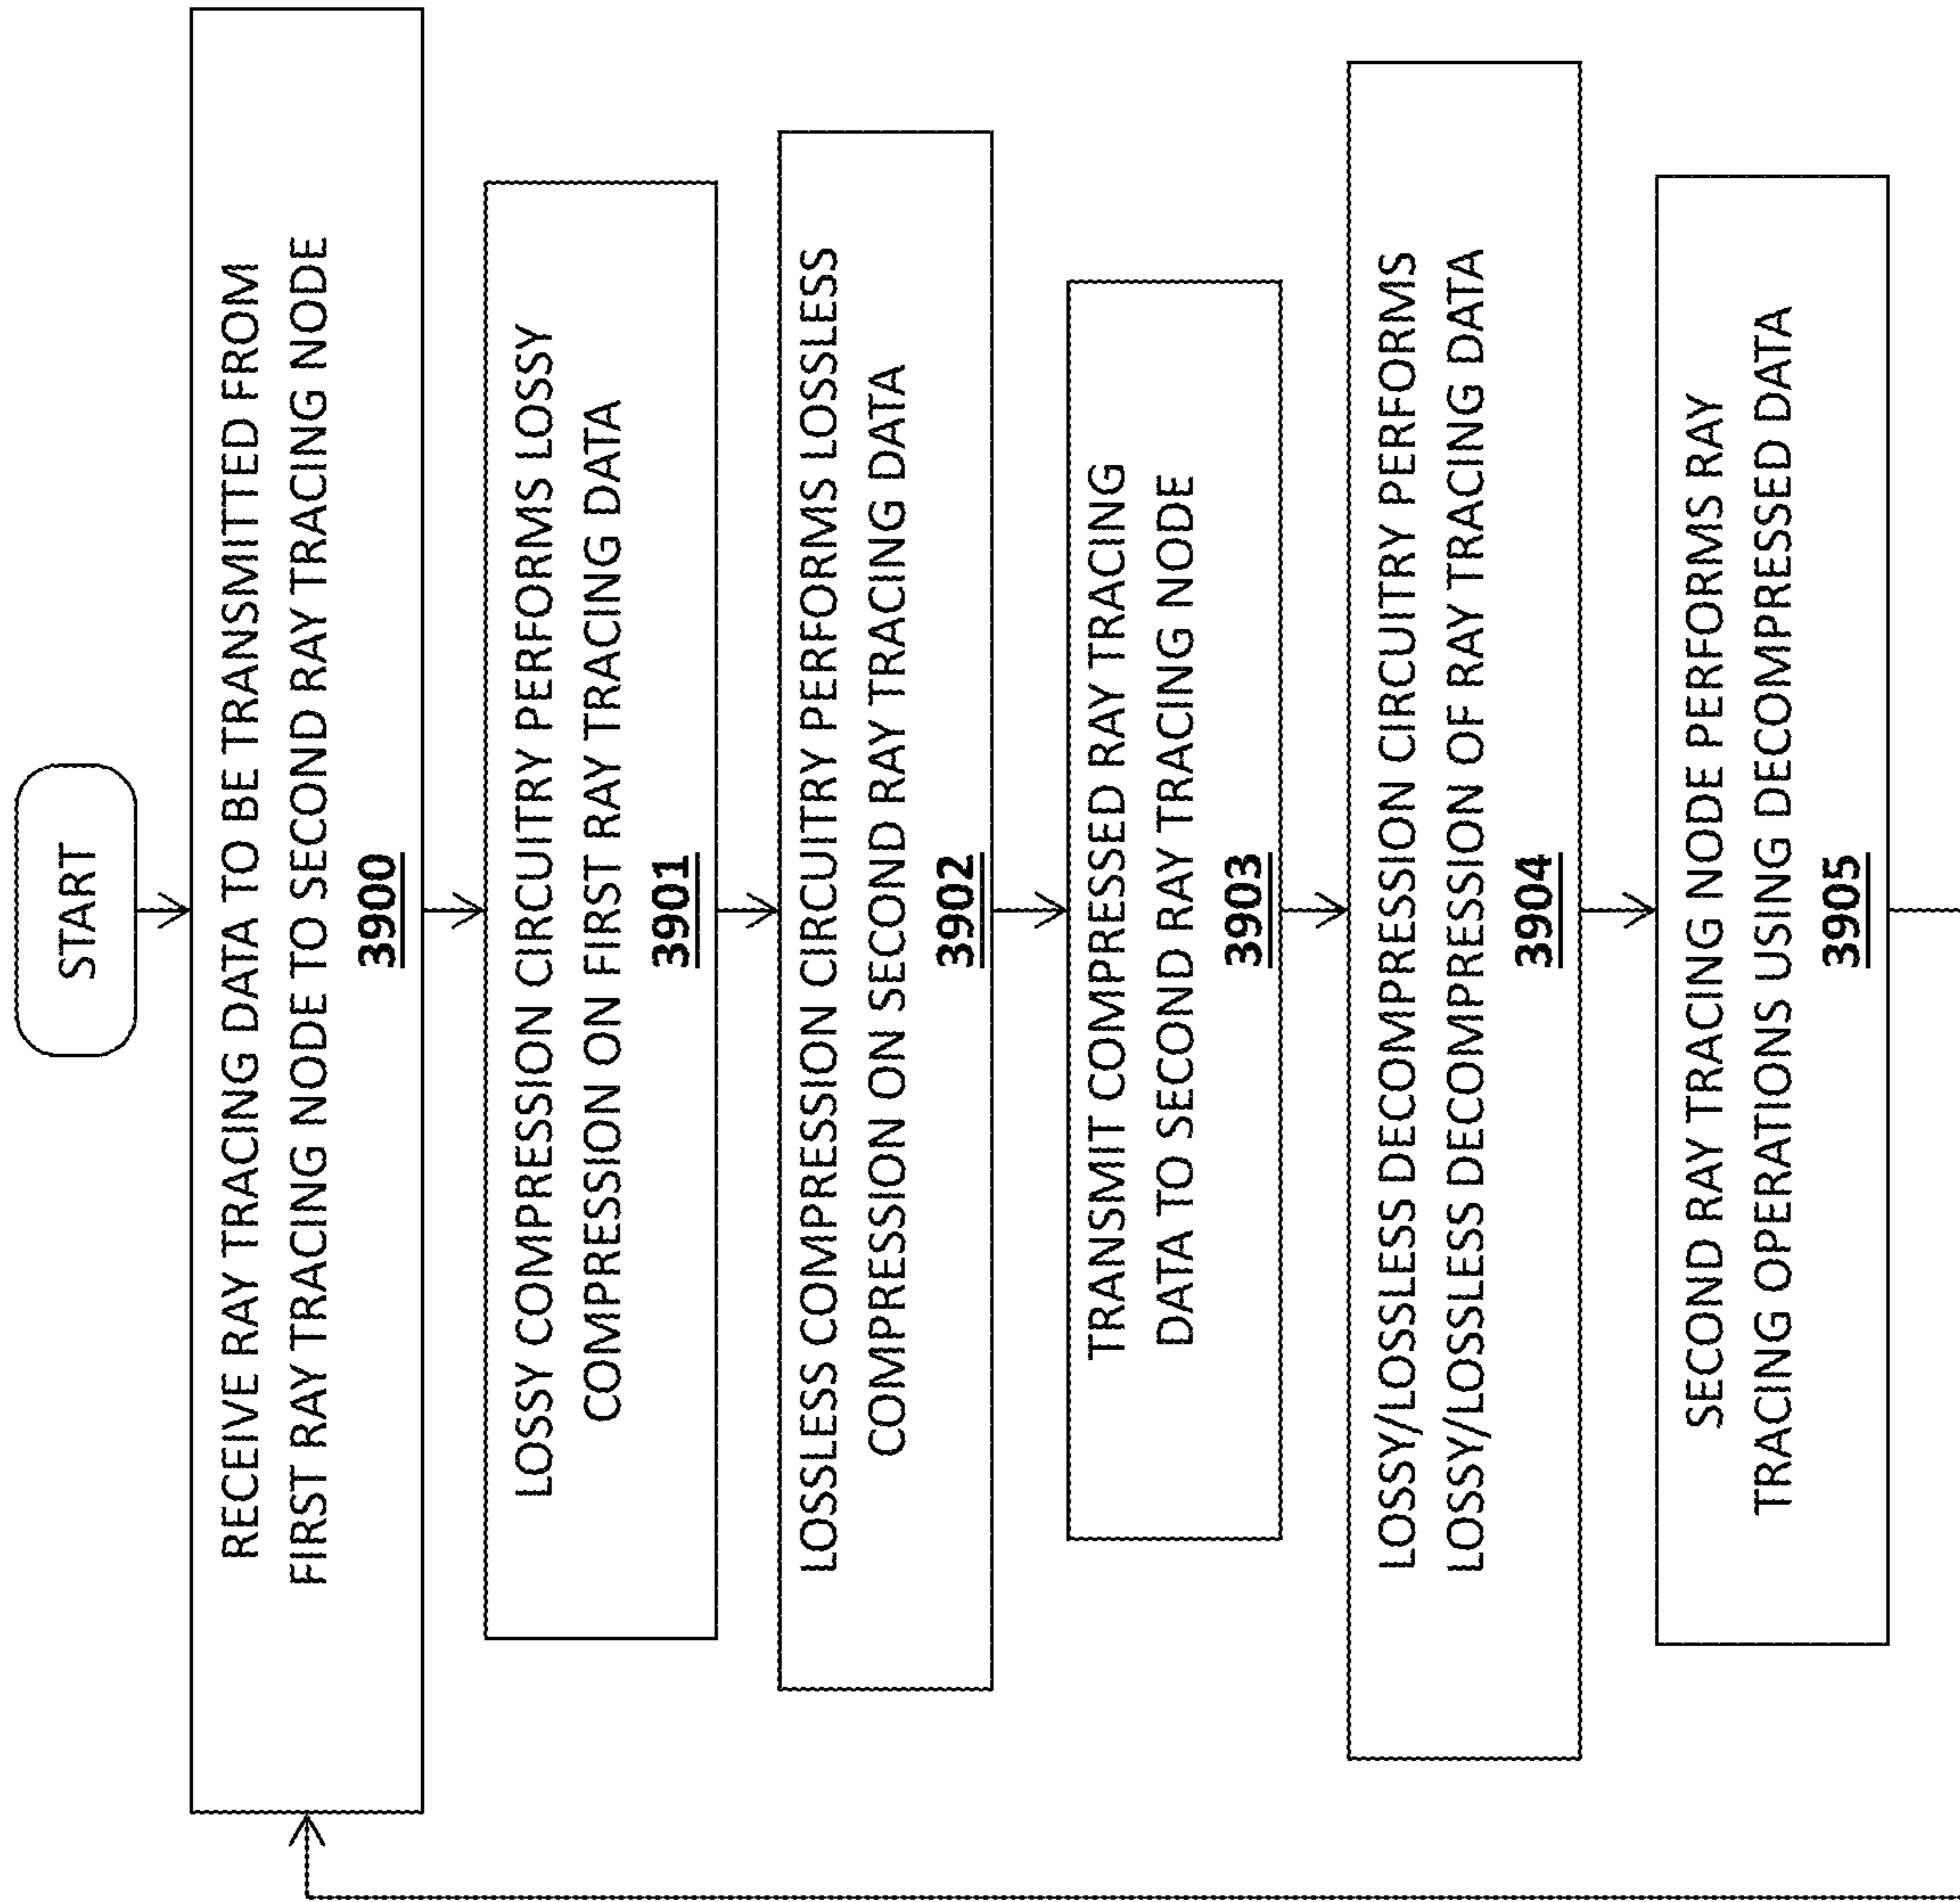 START
RECEIVE RAY TRACING DATA TO BE TRANSMITTED FROM
FIRST RAY TRACING NODE TO SECOND RAY TRACING NODE
3900
LOSSY COMPRESSION CIRCUITRY PERFORMS LOSSY
COMPRESSION ON FIRST RAY TRACING DATA
3901
LOSSLESS COMPRESSION CIRCUITRY PERFORMS LOSSLESS
COMPRESSION ON SECOND RAY TRACING DATA
3902
TRANSMIT COMPRESSED RAY TRACING
DATA TO SECOND RAY TRACING NODE
3903
LOSSY/LOSSLESS DECOMPRESSION CIRCUITRY PERFORMS
LOSSY/LOSSLESS DECOMPRESSION OF RAY TRACING DATA
3904
SECOND RAY TRACING NODE PERFORMS RAY
TRACING OPERATIONS USING DECOMPRESSED DATA
3905